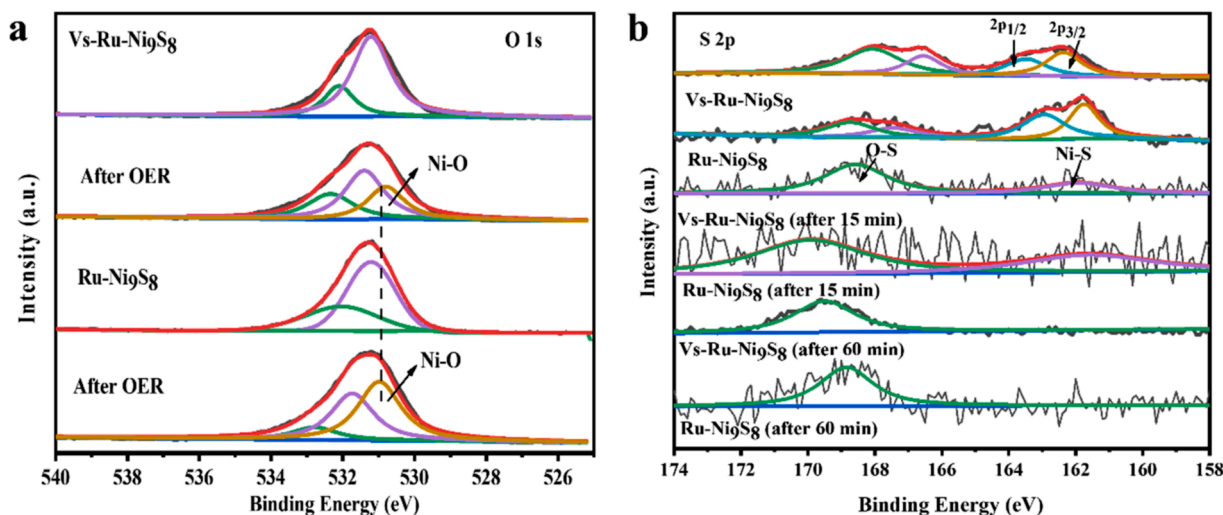 a
Vs-Ru-Ni9S8
O 1s
After OER
Ni-O
Ru-Ni9S8
After OER
Ni-O
Intensity (a.u.)
540 538 536 534 532 530 528 526
Binding Energy (eV)
b
S 2p
2p1/2
2p3/2
Vs-Ru-Ni9S8
Ru-Ni9S8
O-S
Ni-S
Vs-Ru-Ni9S8 (after 15 min)
Ru-Ni9S8 (after 15 min)
Vs-Ru-Ni9S8 (after 60 min)
Ru-Ni9S8 (after 60 min)
Intensity (a.u.)
174 172 170 168 166 164 162 160 158
Binding Energy (eV)